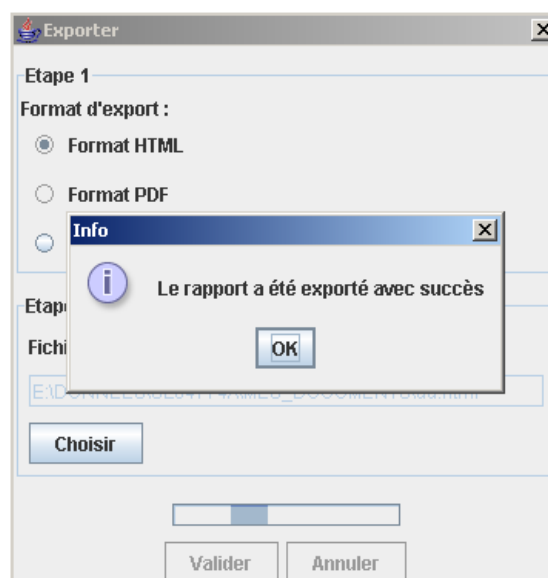 Exporter
Etape 1
Format d'export :
Format HTML
Format PDF
Info
Le rapport a été exporté avec succès
OK
Choisir
Valider
Annuler